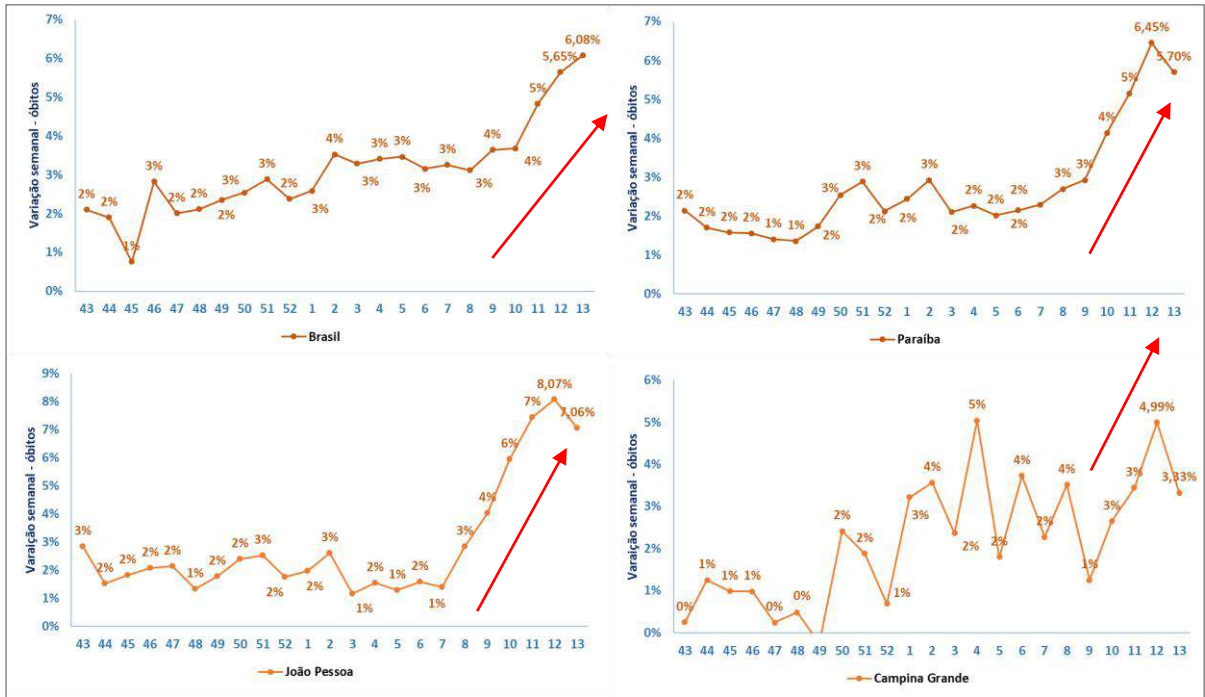 Variação semanal - óbitos
7%
6%
5%
4%
3%
2%
1%
0%
2% 2% 1% 3% 2% 2% 2% 3% 3% 2% 3% 4% 3% 3% 3% 3% 3% 3% 4% 4% 5% 5,65% 6,08%
43 44 45 46 47 48 49 50 51 52 1 2 3 4 5 6 7 8 9 10 11 12 13
Brasil
Variação semanal - óbitos
7%
6%
5%
4%
3%
2%
1%
0%
2% 2% 2% 2% 1% 1% 2% 3% 3% 2% 2% 3% 2% 2% 2% 2% 2% 3% 3% 4% 5% 6,45% 5,70%
43 44 45 46 47 48 49 50 51 52 1 2 3 4 5 6 7 8 9 10 11 12 13
Paraíba
Varaição semanal - óbitos
9%
8%
7%
6%
5%
4%
3%
2%
1%
0%
3% 2% 2% 2% 2% 1% 2% 2% 3% 2% 2% 3% 1% 2% 1% 2% 1% 3% 4% 6% 7% 8,07% 7,06%
43 44 45 46 47 48 49 50 51 52 1 2 3 4 5 6 7 8 9 10 11 12 13
João Pessoa
Varaição semanal - óbitos
6%
5%
4%
3%
2%
1%
0%
0% 1% 1% 1% 0% 0% 2% 2% 1% 3% 4% 2% 5% 2% 4% 2% 4% 1% 3% 3% 4,99% 3,33%
43 44 45 46 47 48 49 50 51 52 1 2 3 4 5 6 7 8 9 10 11 12 13
Campina Grande